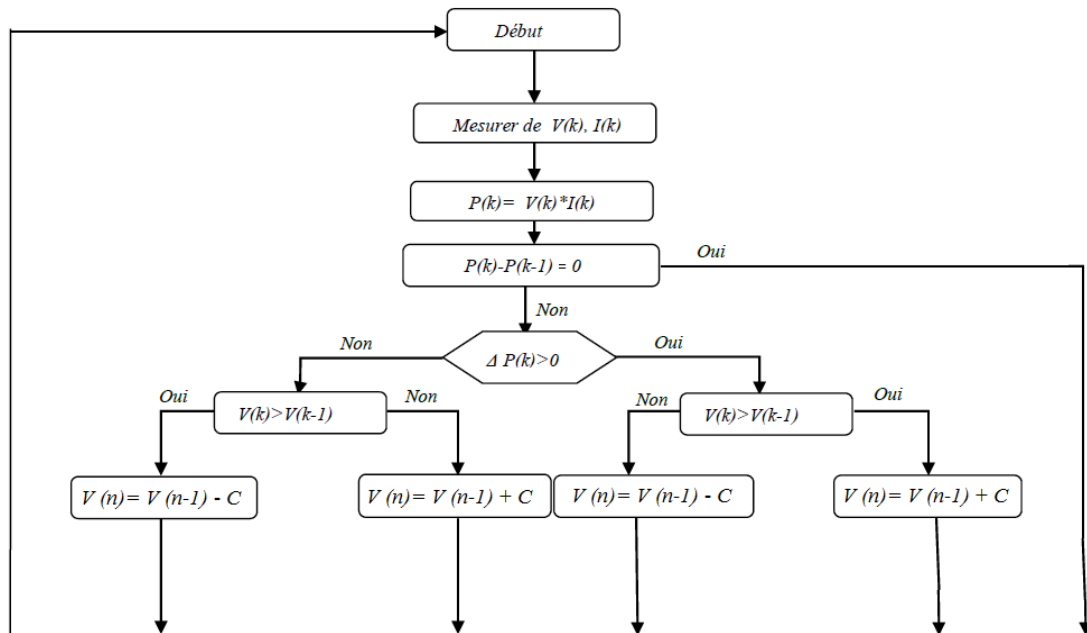 Début
Mesurer de V(k), I(k)
P(k)= V(k)*I(k)
P(k)-P(k-1) = 0
Oui
Non
Δ P(k)>0
Non
Oui
V(k)>V(k-1)
Oui
Non
V(k)>V(k-1)
Non
Oui
V (n)= V (n-1) - C
V (n)= V (n-1) + C
V (n)= V (n-1) - C
V (n)= V (n-1) + C